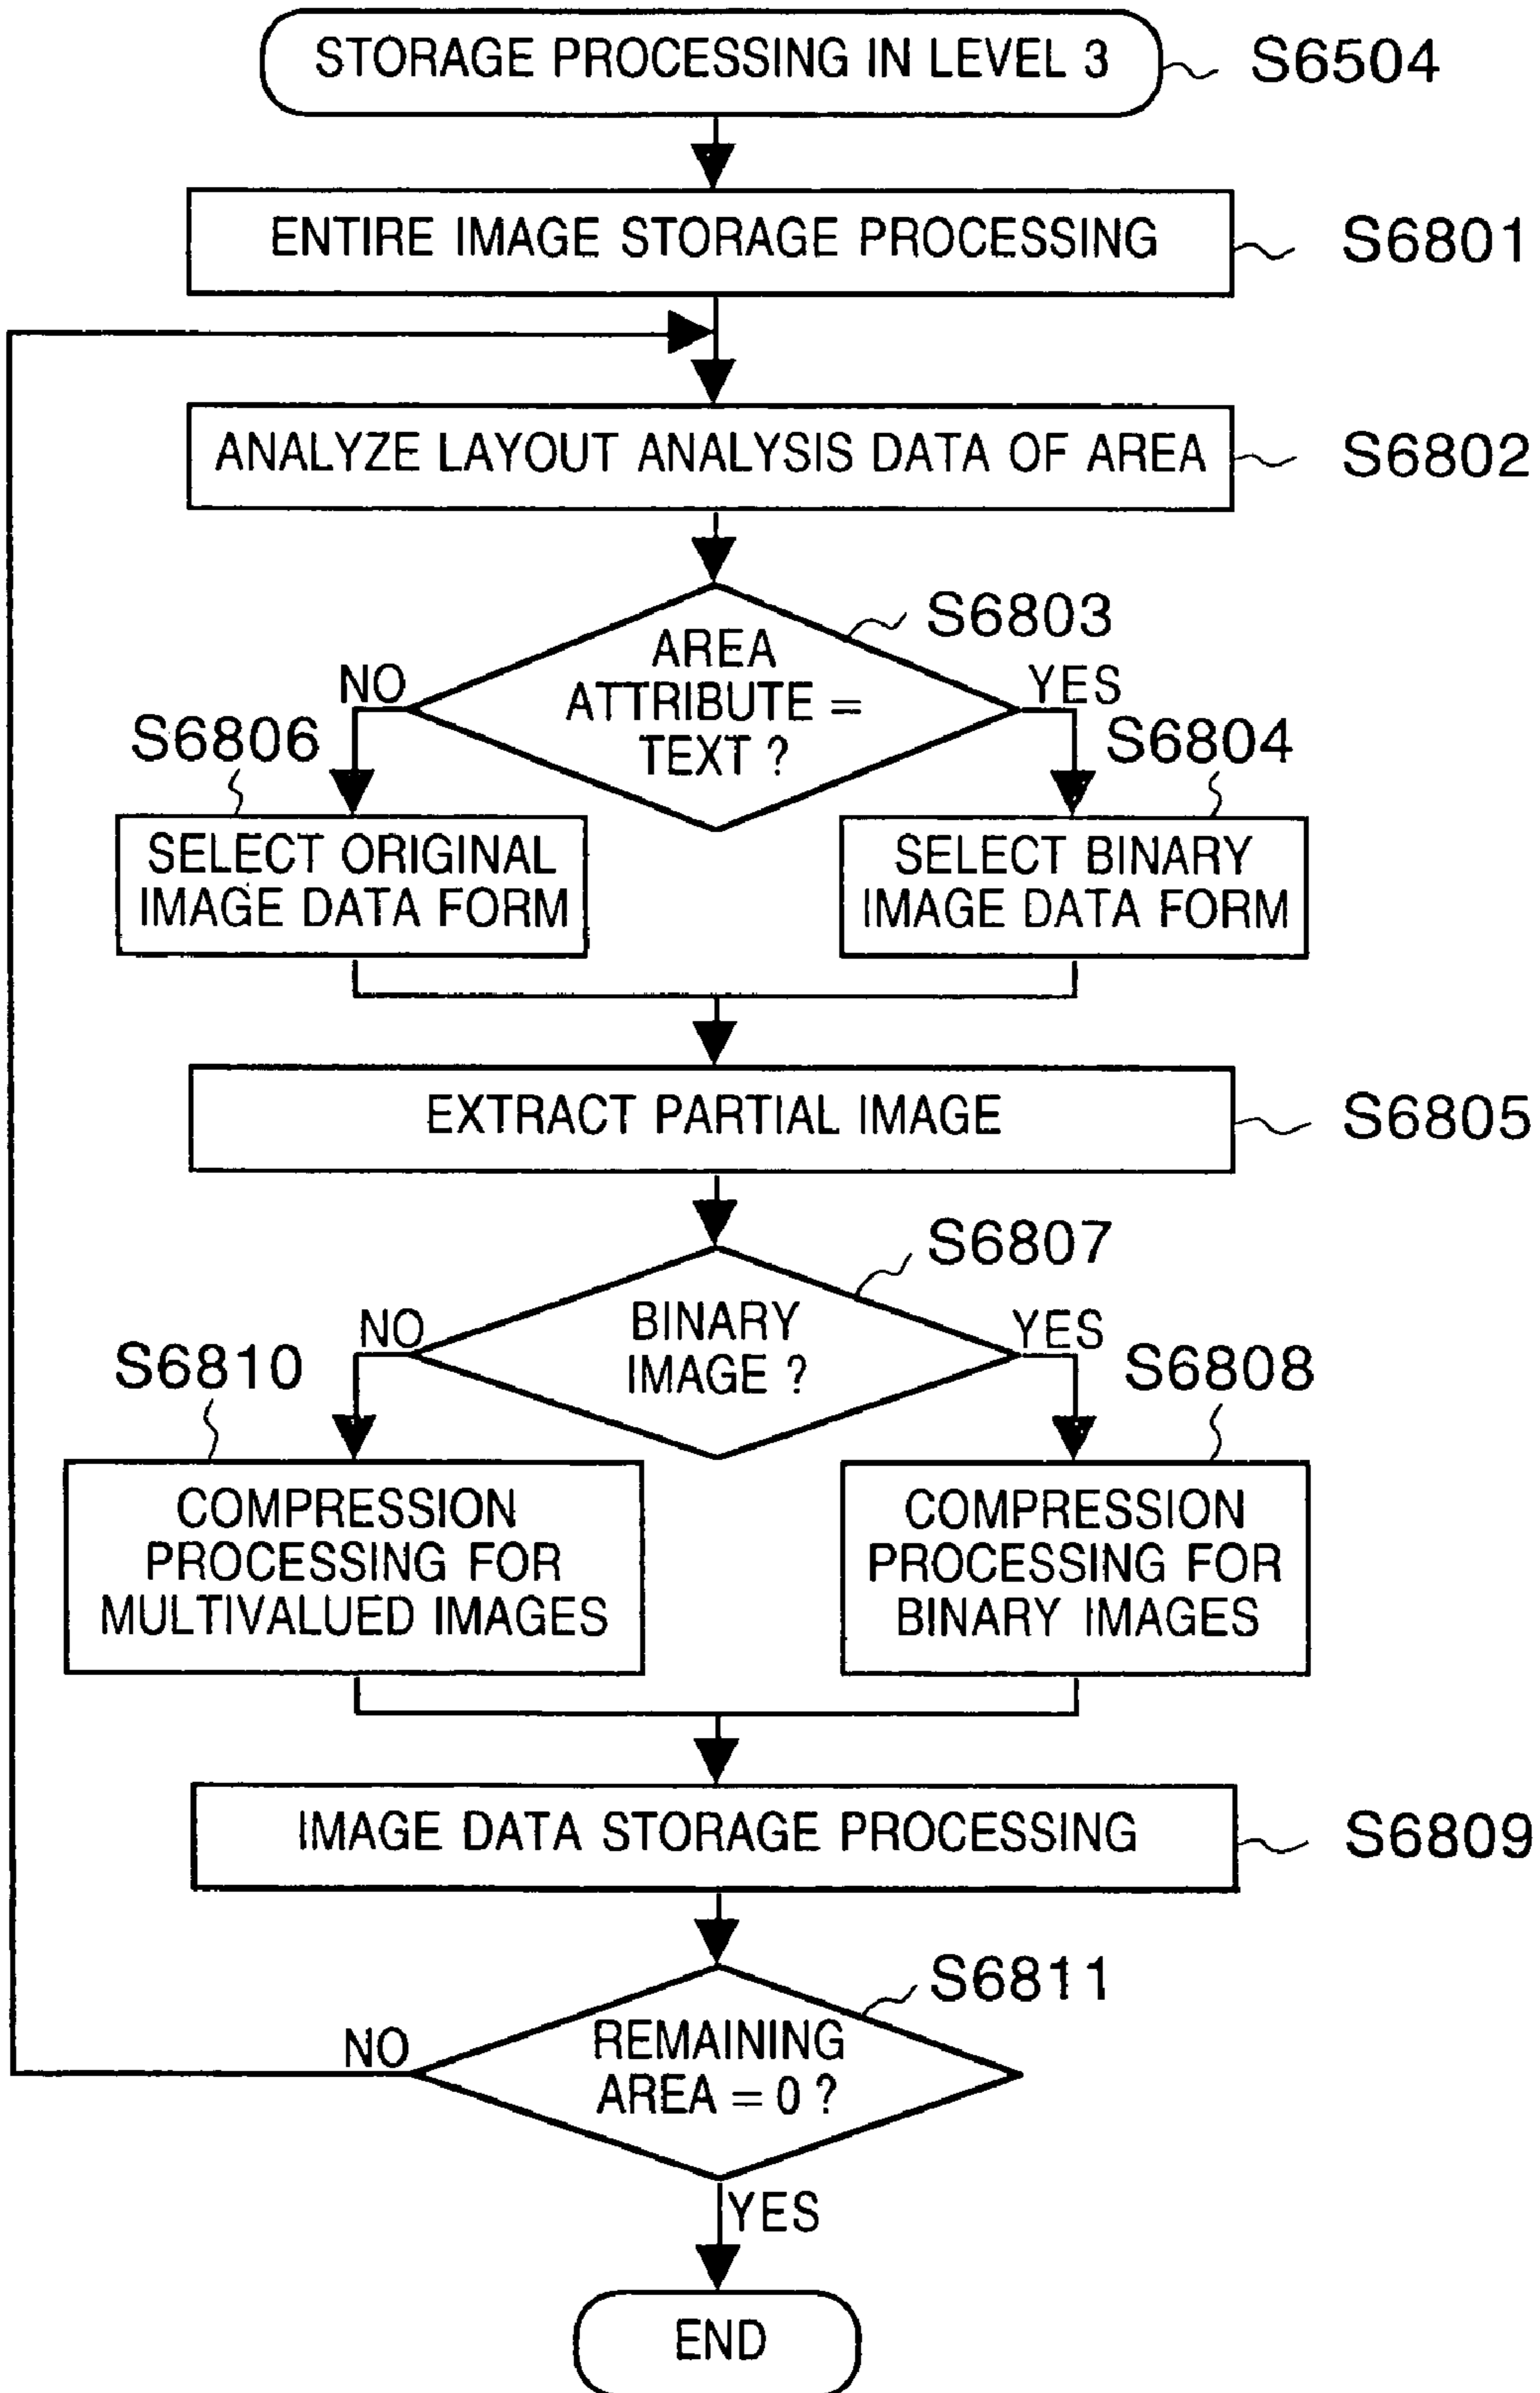 STORAGE PROCESSING IN LEVEL 3
S6504
ENTIRE IMAGE STORAGE PROCESSING
S6801
ANALYZE LAYOUT ANALYSIS DATA OF AREA
S6802
S6803
AREA
ATTRIBUTE =
TEXT ?
NO
YES
S6806
S6804
SELECT ORIGINAL
IMAGE DATA FORM
SELECT BINARY
IMAGE DATA FORM
EXTRACT PARTIAL IMAGE
S6805
S6807
BINARY
IMAGE ?
NO
YES
S6810
S6808
COMPRESSION
PROCESSING FOR
MULTIVALUED IMAGES
COMPRESSION
PROCESSING FOR
BINARY IMAGES
IMAGE DATA STORAGE PROCESSING
S6809
S6811
REMAINING
AREA = 0 ?
NO
YES
END